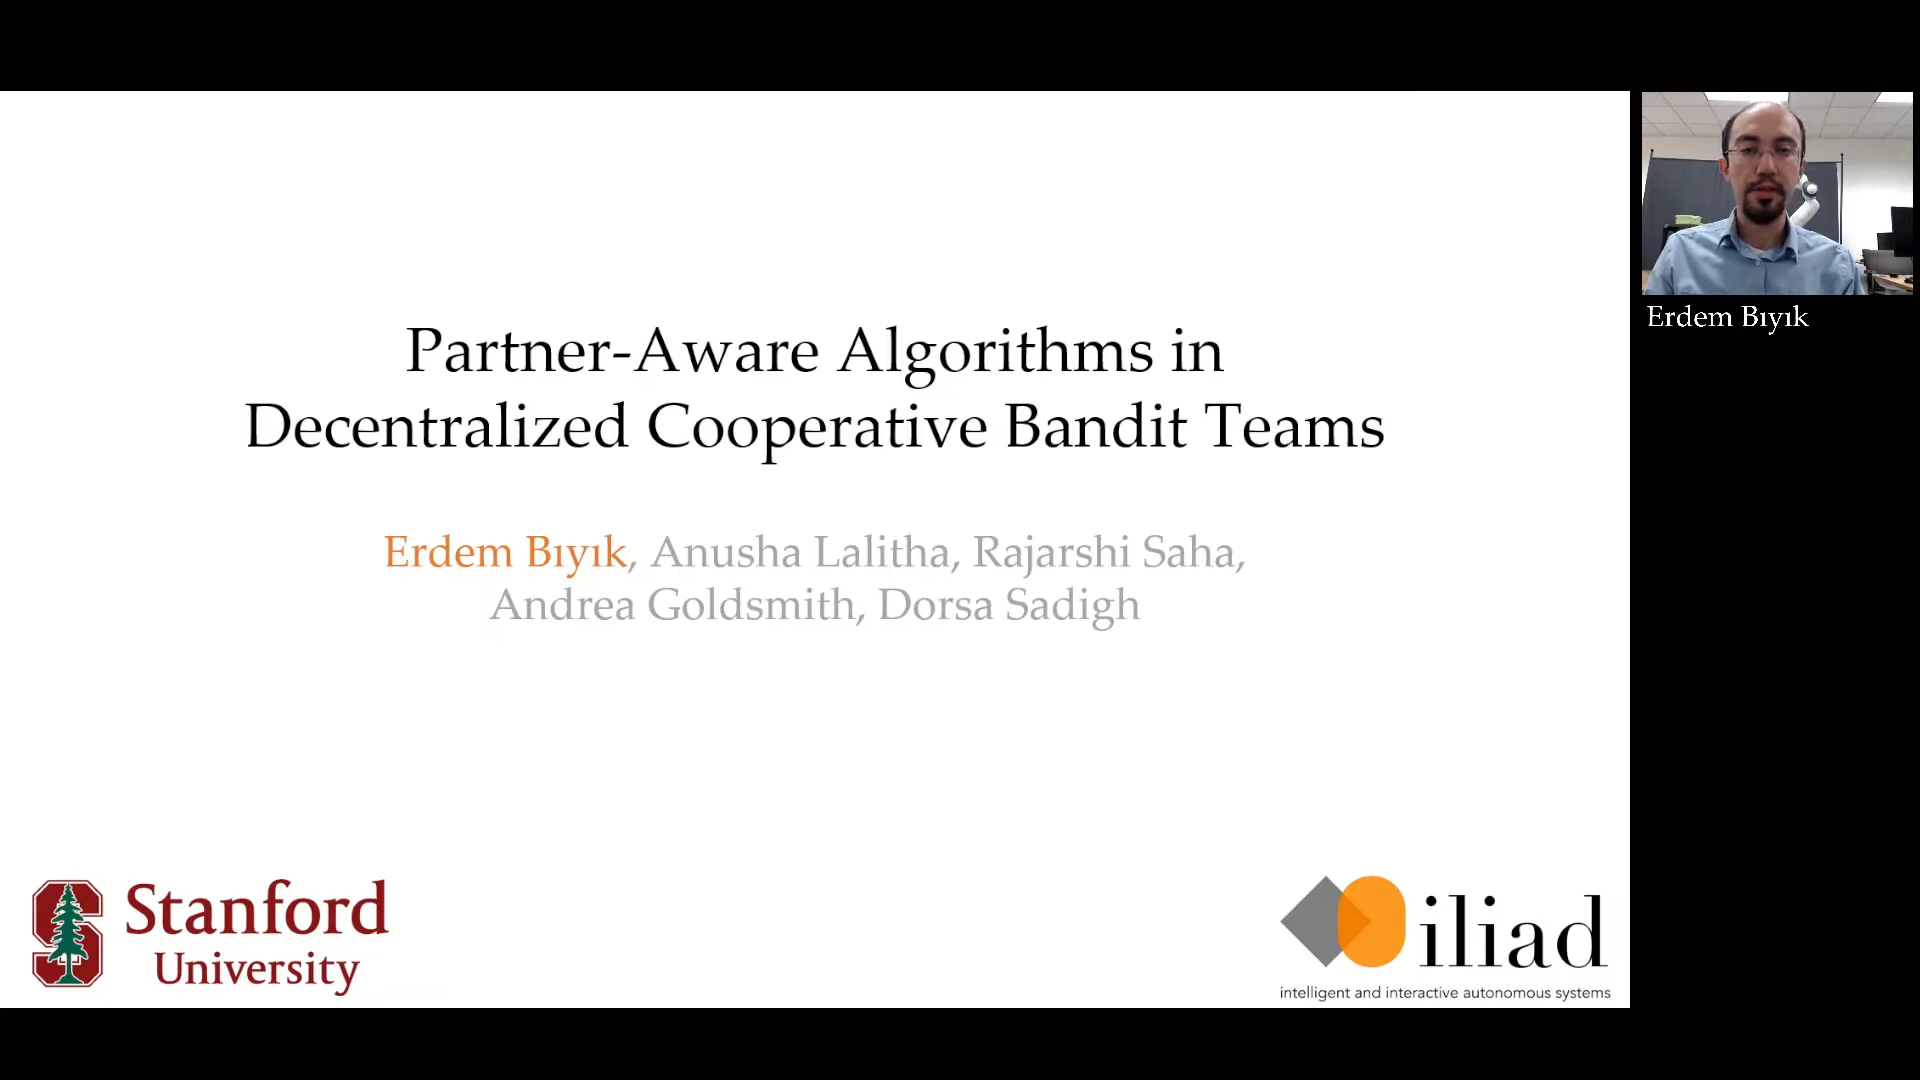 Partner-Aware Algorithms in
Decentralized Cooperative Bandit Teams
Erdem Bıyık, Anusha Lalitha, Rajarshi Saha,
Andrea Goldsmith, Dorsa Sadigh
Stanford
University
iliad
intelligent and interactive autonomous systems
Erdem Bıyık